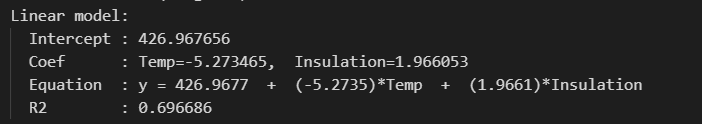 Linear model:
Intercept : 426.967656
Coef : Temp=-5.273465, Insulation=1.966053
Equation : y = 426.9677 + (-5.2735)*Temp + (1.9661)*Insulation
R2 : 0.696686